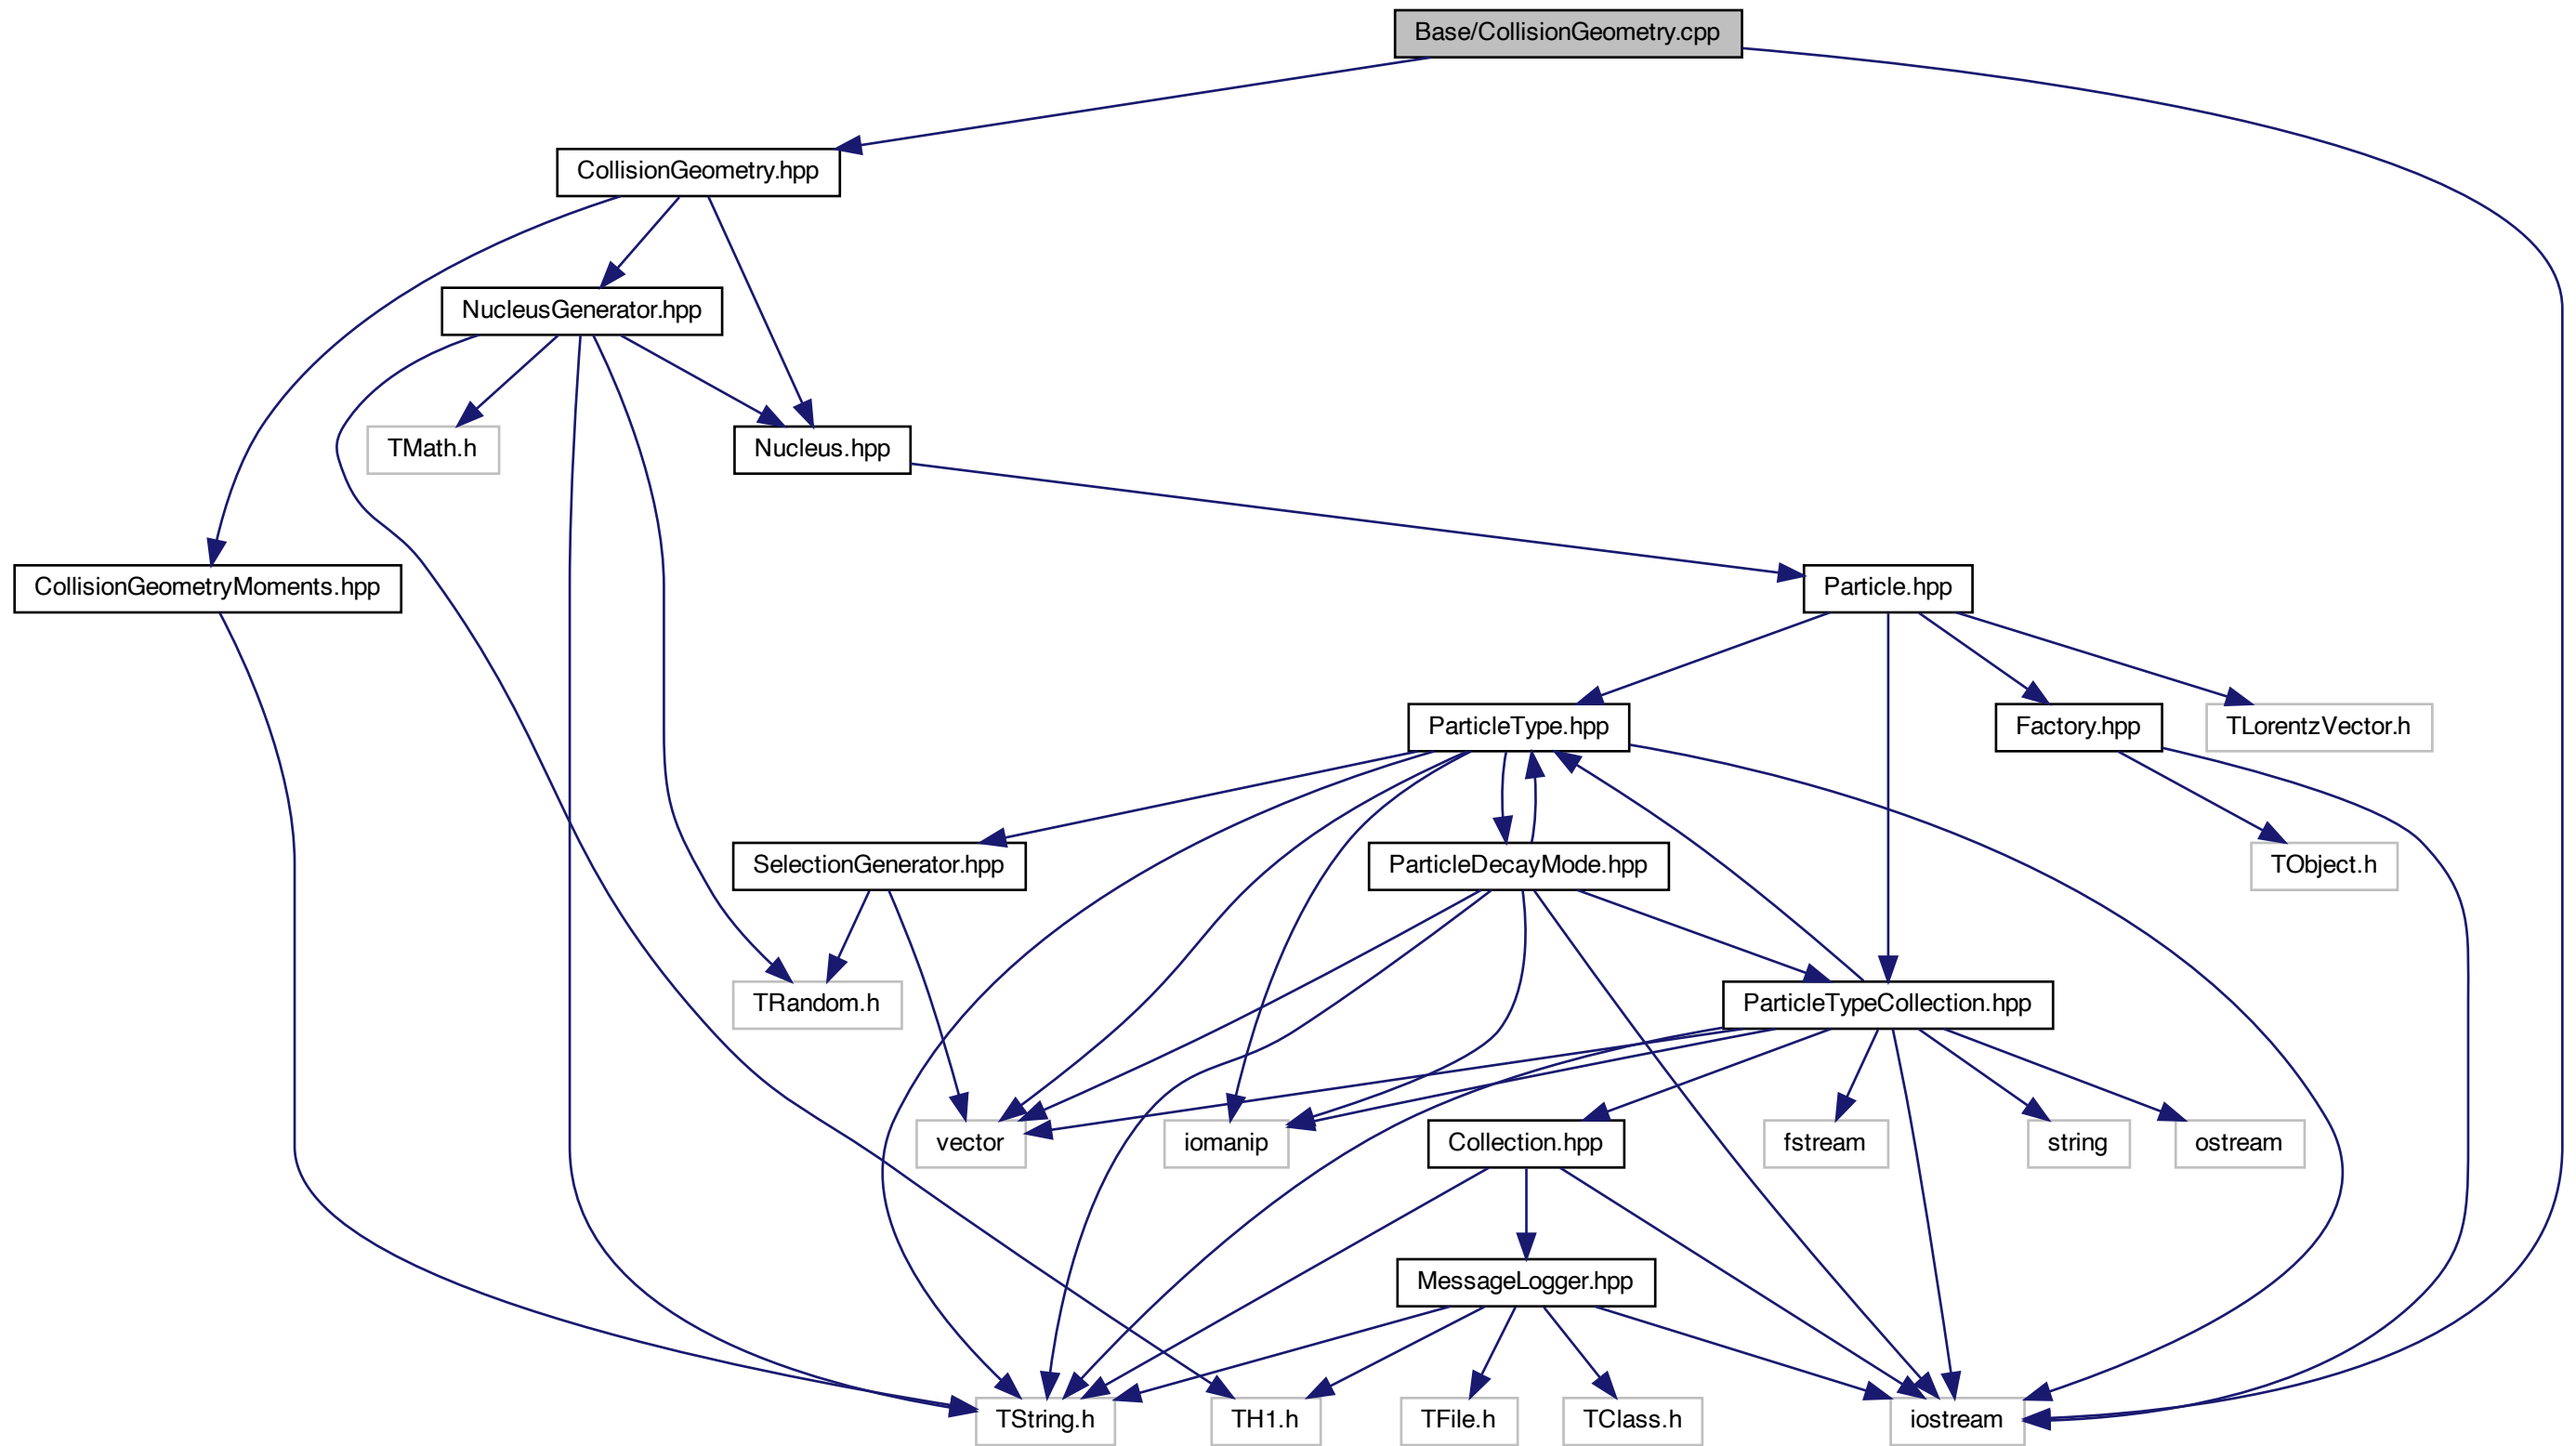 Base/CollisionGeometry.cpp
CollisionGeometry.hpp
NucleusGenerator.hpp
TMath.h
Nucleus.hpp
CollisionGeometryMoments.hpp
Particle.hpp
ParticleType.hpp
Factory.hpp
TLorentzVector.h
SelectionGenerator.hpp
ParticleDecayMode.hpp
TObject.h
TRandom.h
ParticleTypeCollection.hpp
vector
iomanip
Collection.hpp
fstream
string
ostream
MessageLogger.hpp
TString.h
TH1.h
TFile.h
TClass.h
iostream